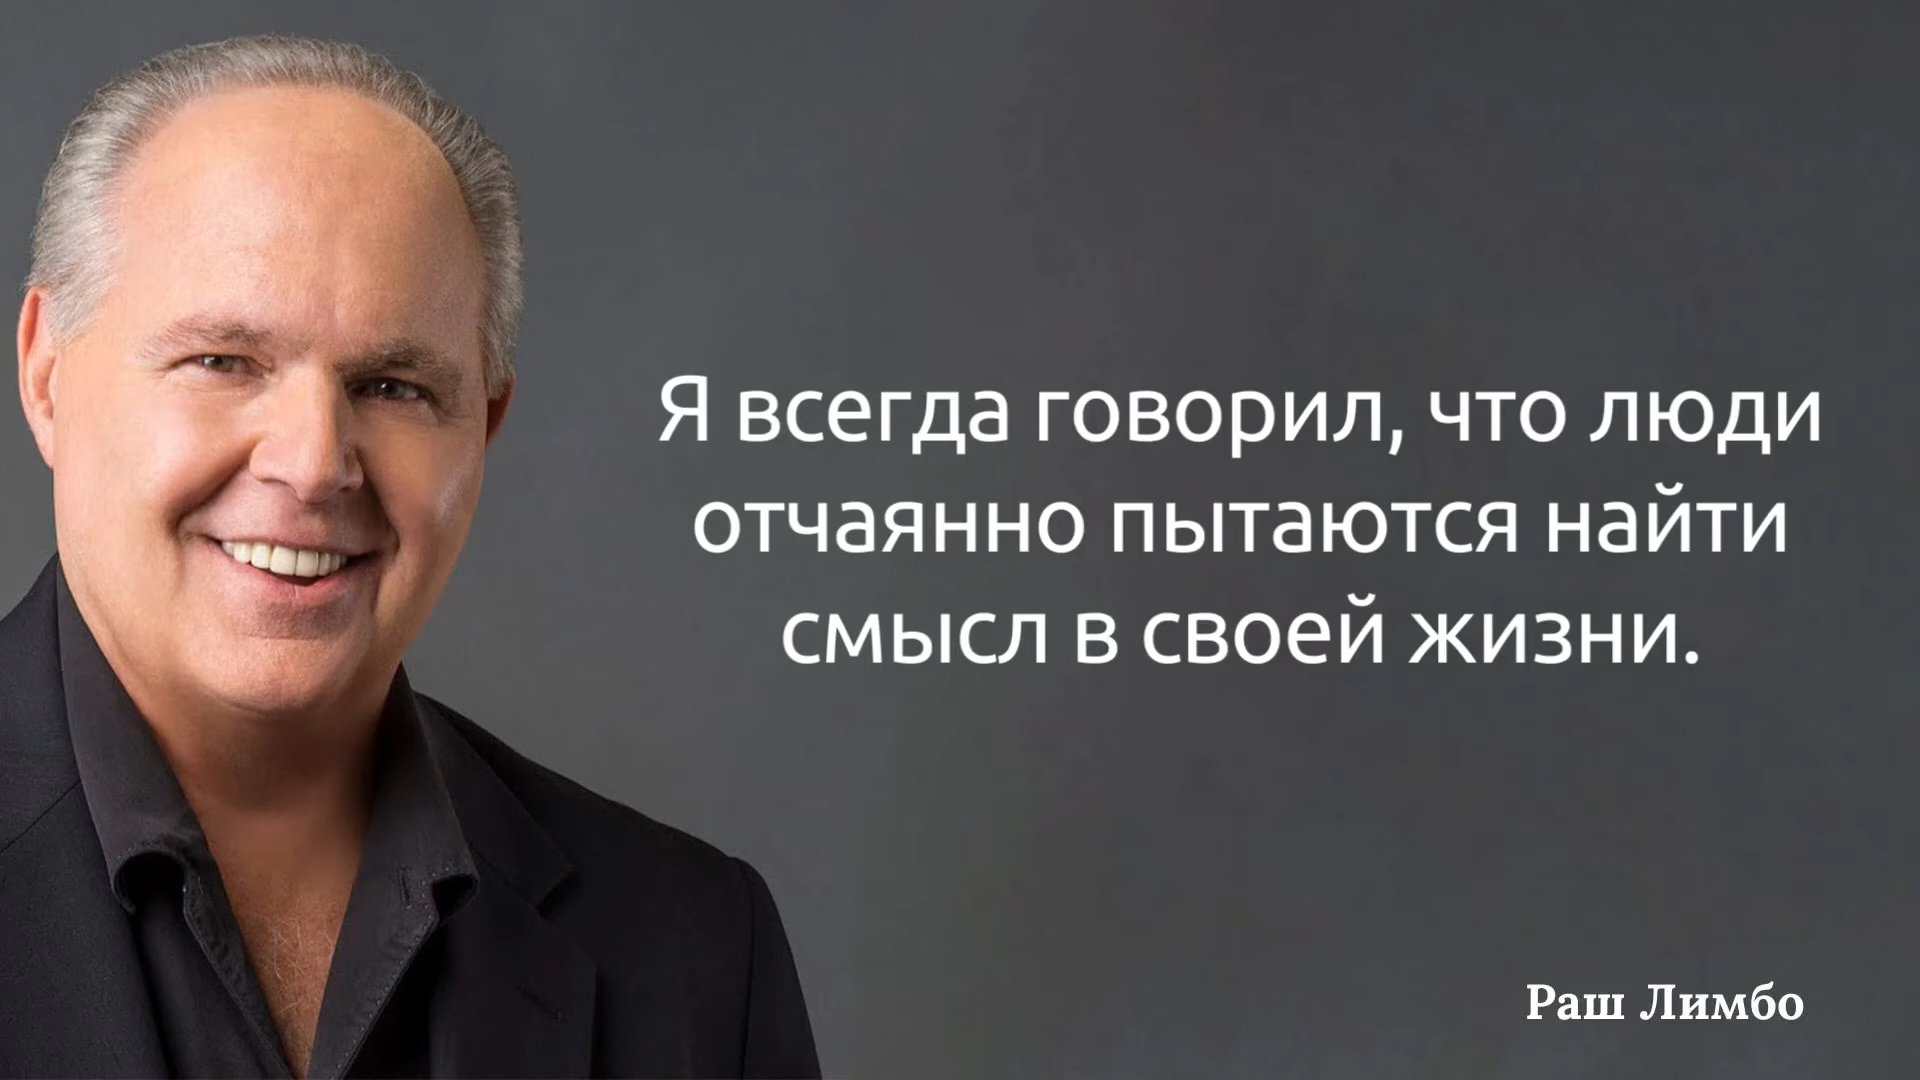 Я всегда говорил, что люди
отчаянно пытаются найти
смысл в своей жизни.
Раш Лимбо